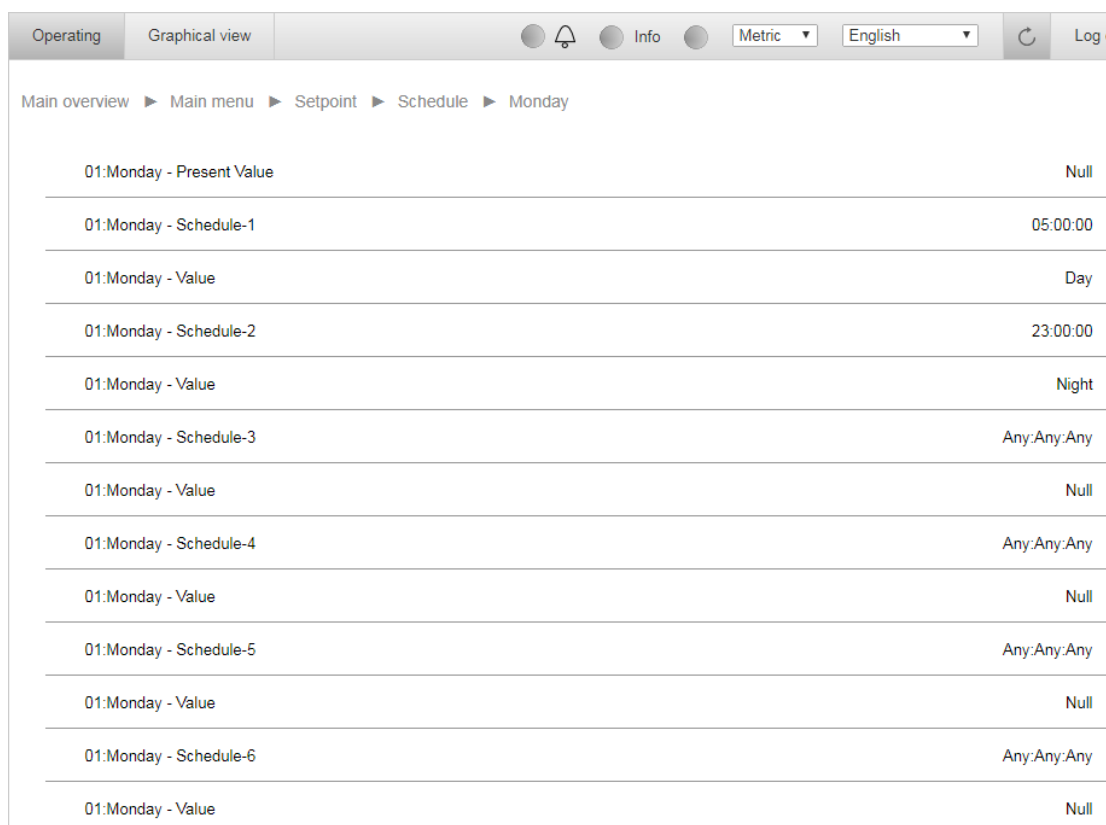 Operating Graphical view Info Metric English Log
Main overview ► Main menu ► Setpoint ► Schedule ► Monday
01:Monday - Present Value Null
01:Monday - Schedule-1 05:00:00
01:Monday - Value Day
01:Monday - Schedule-2 23:00:00
01:Monday - Value Night
01:Monday - Schedule-3 Any:Any:Any
01:Monday - Value Null
01:Monday - Schedule-4 Any:Any:Any
01:Monday - Value Null
01:Monday - Schedule-5 Any:Any:Any
01:Monday - Value Null
01:Monday - Schedule-6 Any:Any:Any
01:Monday - Value Null